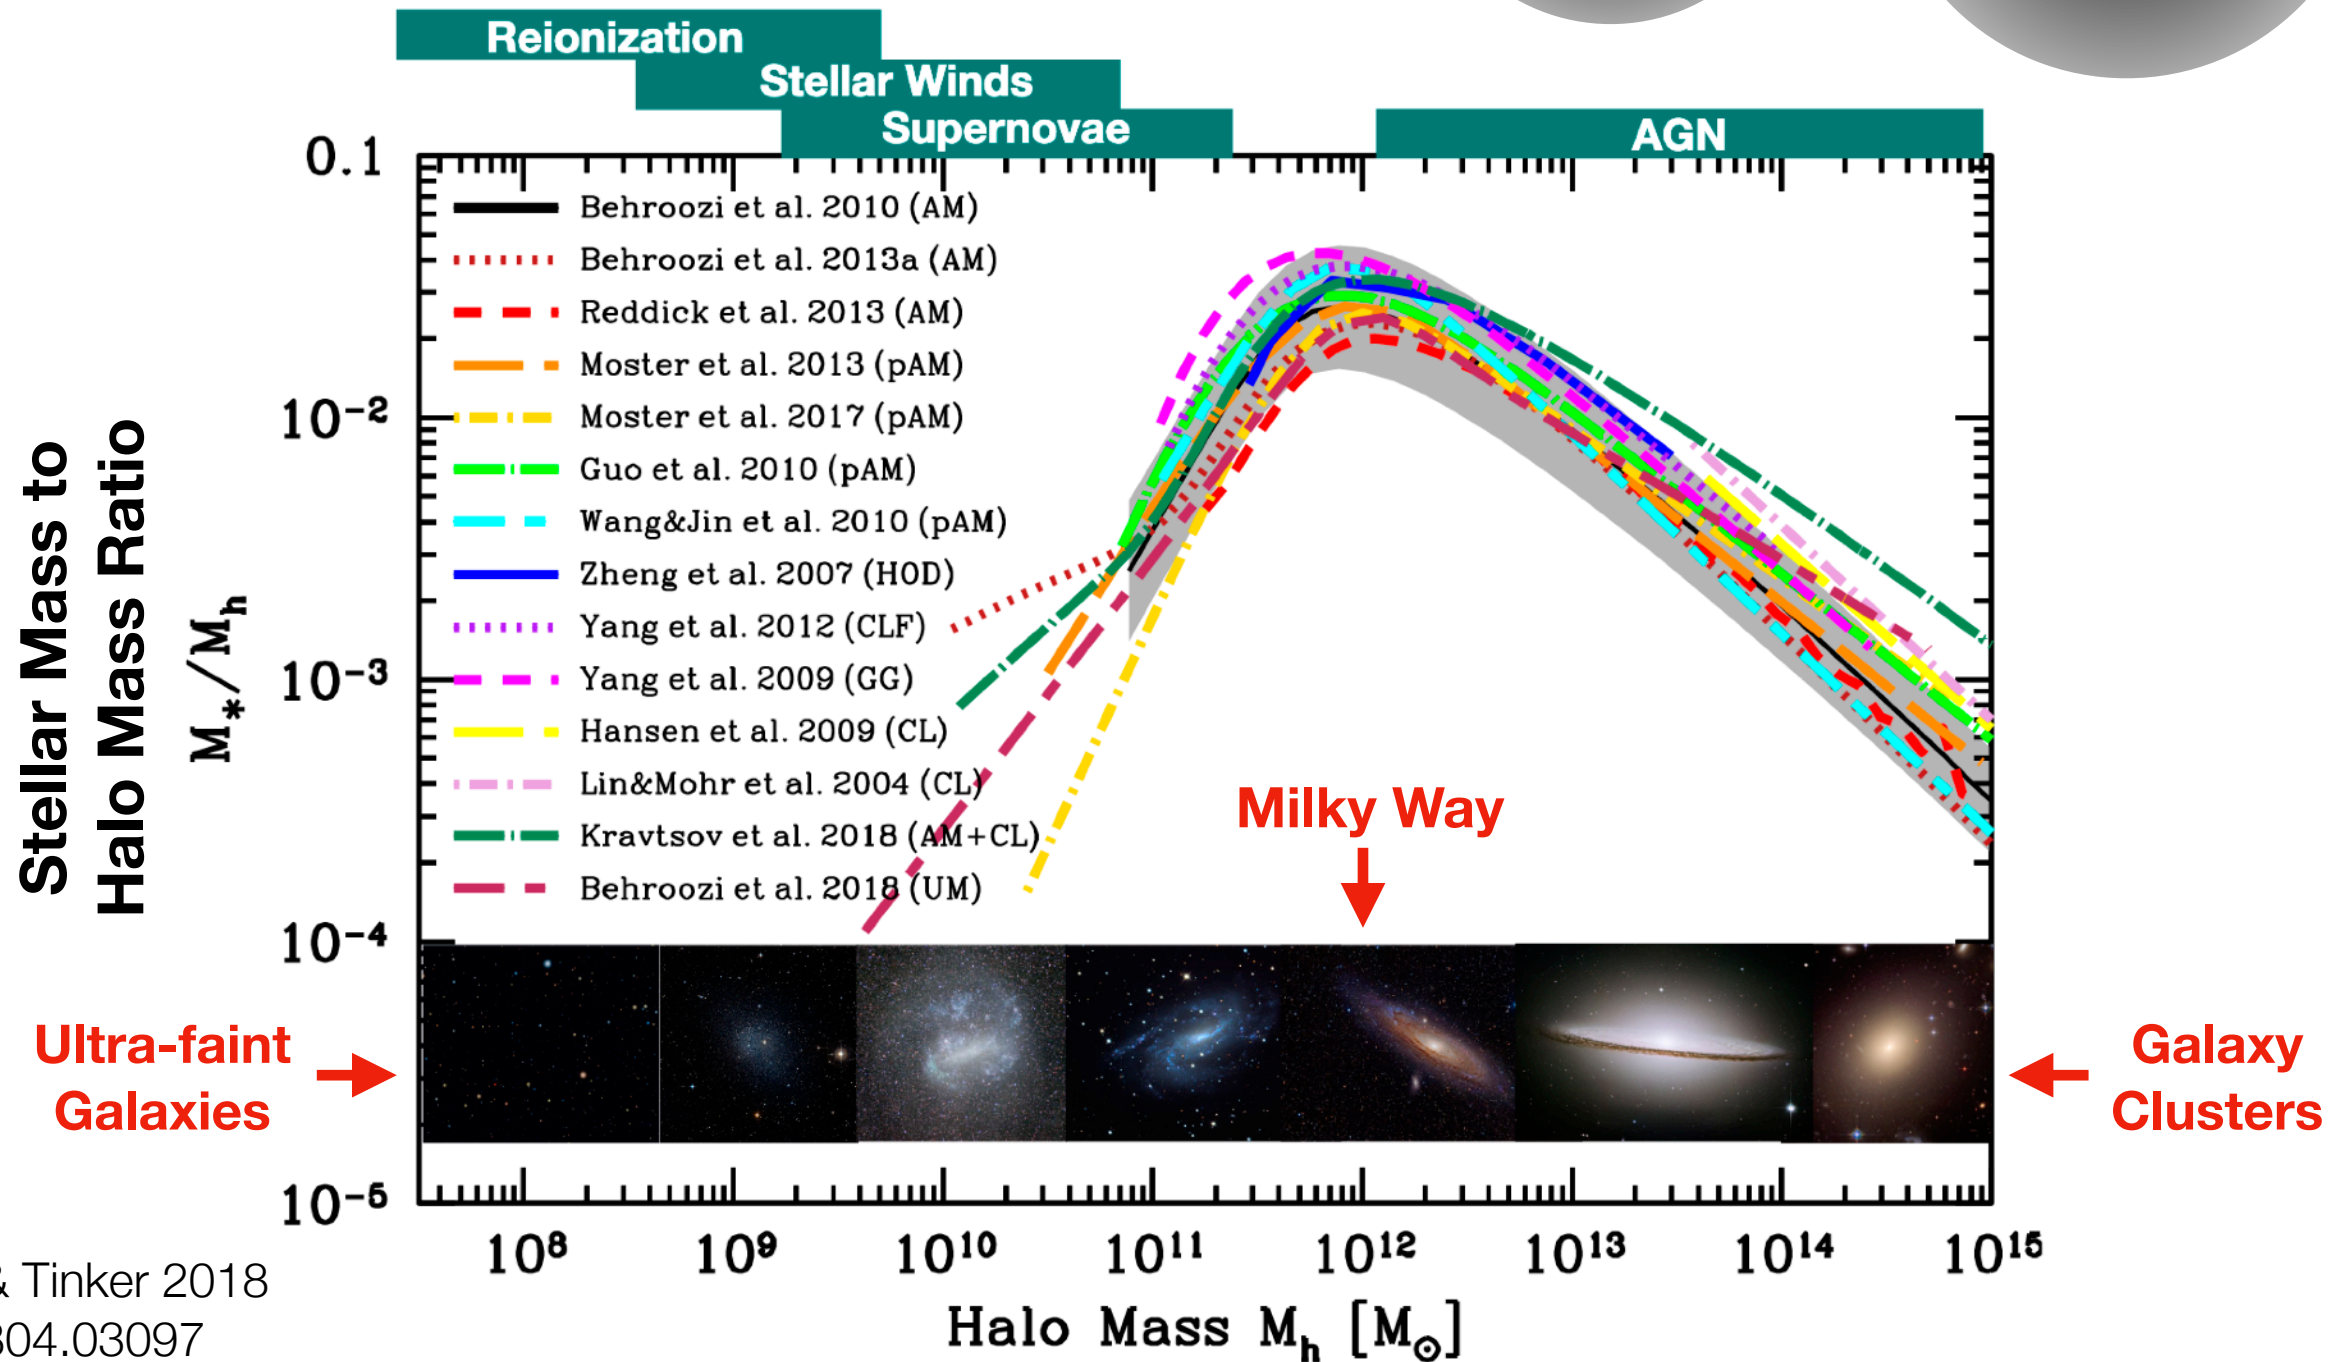 Reionization
Stellar Winds
Supernovae
AGN
Stellar Mass to
Halo Mass Ratio
M*/Mh
0.1
10⁻²
10⁻³
10⁻⁴
10⁻⁵
Behroozi et al. 2010 (AM)
Behroozi et al. 2013a (AM)
Reddick et al. 2013 (AM)
Moster et al. 2013 (pAM)
Moster et al. 2017 (pAM)
Guo et al. 2010 (pAM)
Wang&Jin et al. 2010 (pAM)
Zheng et al. 2007 (HOD)
Yang et al. 2012 (CLF)
Yang et al. 2009 (GG)
Hansen et al. 2009 (CL)
Lin&Mohr et al. 2004 (CL)
Kravtsov et al. 2018 (AM+CL)
Behroozi et al. 2018 (UM)
Milky Way
Ultra-faint
Galaxies
Galaxy
Clusters
10⁸ 10⁹ 10¹⁰ 10¹¹ 10¹² 10¹³ 10¹⁴ 10¹⁵
Halo Mass Mh [M⊙]
& Tinker 2018
804.03097